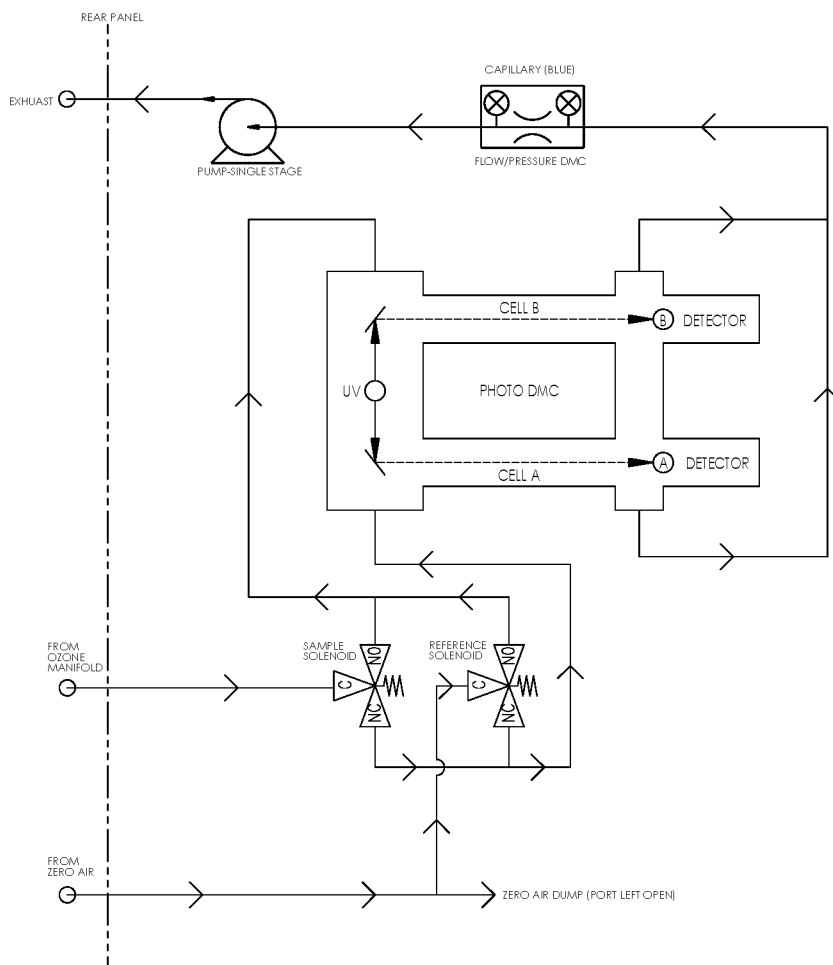 REAR PANEL
EXHUAST
CAPILLARY (BLUE)
FLOW/PRESSURE DMC
PUMP-SINGLE STAGE
CELL B
B
DETECTOR
UV
PHOTO DMC
A
DETECTOR
CELL A
FROM
OZONE
MANIFOLD
SAMPLE
SOLENOID
C
NO
NC
REFERENCE
SOLENOID
C
NO
NC
FROM
ZERO AIR
ZERO AIR DUMP (PORT LEFT OPEN)